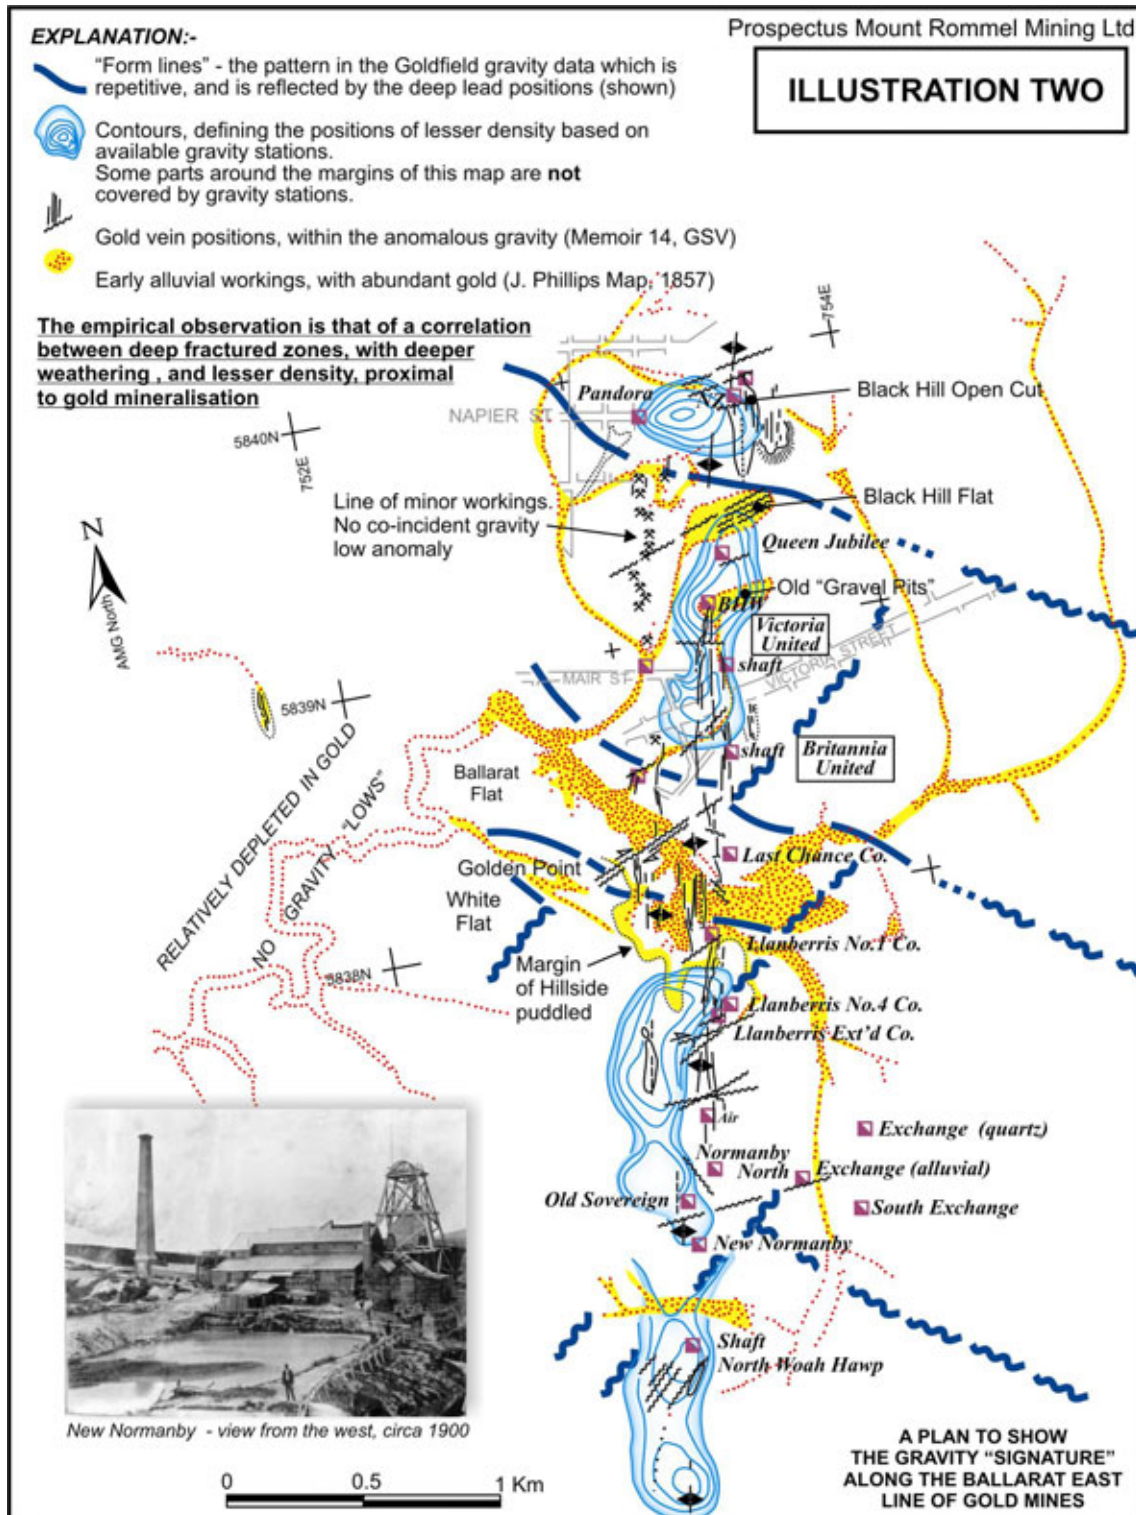 Prospectus Mount Rommel Mining Ltd
ILLUSTRATION TWO
EXPLANATION:-
"Form lines" - the pattern in the Goldfield gravity data which is
repetitive, and is reflected by the deep lead positions (shown)
Contours, defining the positions of lesser density based on
available gravity stations.
Some parts around the margins of this map are not
covered by gravity stations.
Gold vein positions, within the anomalous gravity (Memoir 14, GSV)
Early alluvial workings, with abundant gold (J. Phillips Map, 1857)
The empirical observation is that of a correlation
between deep fractured zones, with deeper
weathering , and lesser density, proximal
to gold mineralisation
754E
Pandora
NZ
Black Hill Open Cut
NAPIER ST.
5840N
752E
Line of minor workings.
No co-incident gravity
low anomaly
Black Hill Flat
Queen Jubilee
N
AMG North
Old "Gravel Pits"
BHW
Victoria
United
VICTORIA STREET
shaft
MAIR ST.
5839N
shaft
Britannia
United
Ballarat
Flat
RELATIVELY DEPLETED IN GOLD
NO GRAVITY "LOWS"
Last Chance Co.
Golden Point
White
Flat
Llanberris No.1 Co.
Margin
of Hillside
puddled
5838N
Llanberris No.4 Co.
Llanberris Ext'd Co.
Air
Exchange (quartz)
Normanby
North
Exchange (alluvial)
Old Sovereign
South Exchange
New Normanby
Shaft
North Woah Hawp
New Normanby - view from the west, circa 1900
0 0.5 1 Km
A PLAN TO SHOW
THE GRAVITY "SIGNATURE"
ALONG THE BALLARAT EAST
LINE OF GOLD MINES